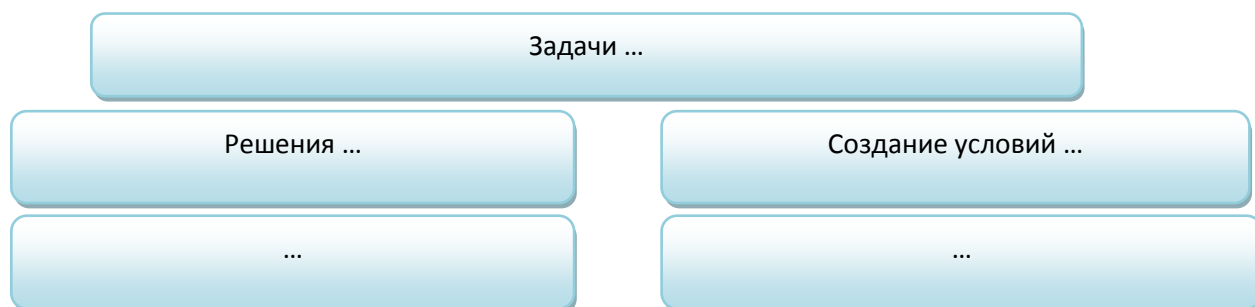 Задачи ...
Решения ...
Создание условий ...
...
...